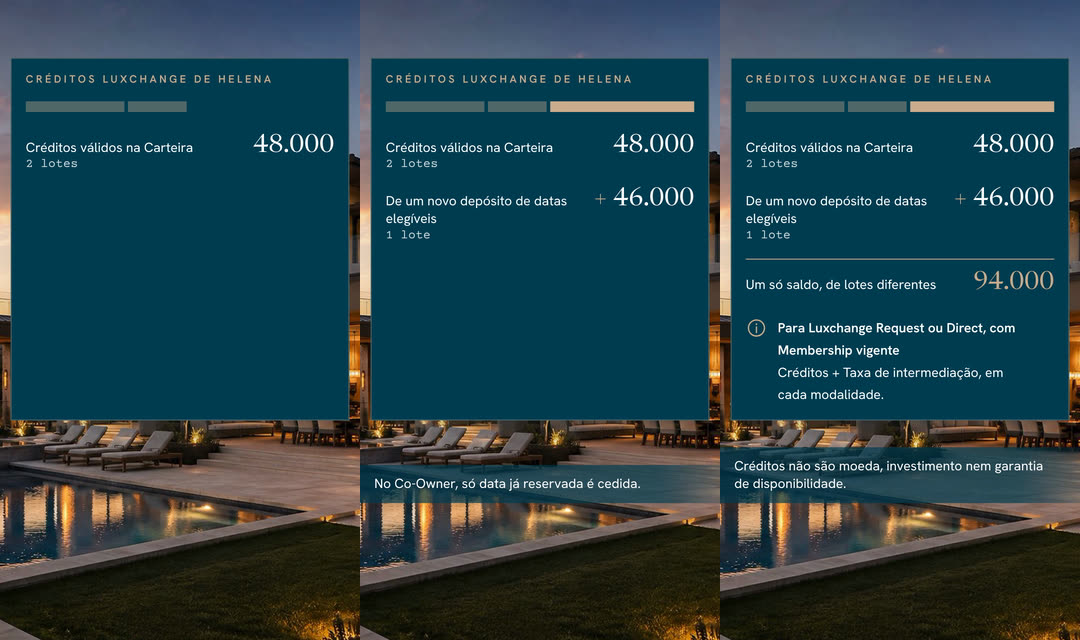 CRÉDITOS LUXCHANGE DE HELENA
Créditos válidos na Carteira
48.000
2 lotes
CRÉDITOS LUXCHANGE DE HELENA
Créditos válidos na Carteira
48.000
2 lotes
De um novo depósito de datas
elegíveis
+ 46.000
1 lote
No Co-Owner, só data já reservada é cedida.
CRÉDITOS LUXCHANGE DE HELENA
Créditos válidos na Carteira
48.000
2 lotes
De um novo depósito de datas
elegíveis
+ 46.000
1 lote
Um só saldo, de lotes diferentes
94.000
Para Luxchange Request ou Direct, com
Membership vigente
Créditos + Taxa de intermediação, em
cada modalidade.
Créditos não são moeda, investimento nem garantia
de disponibilidade.